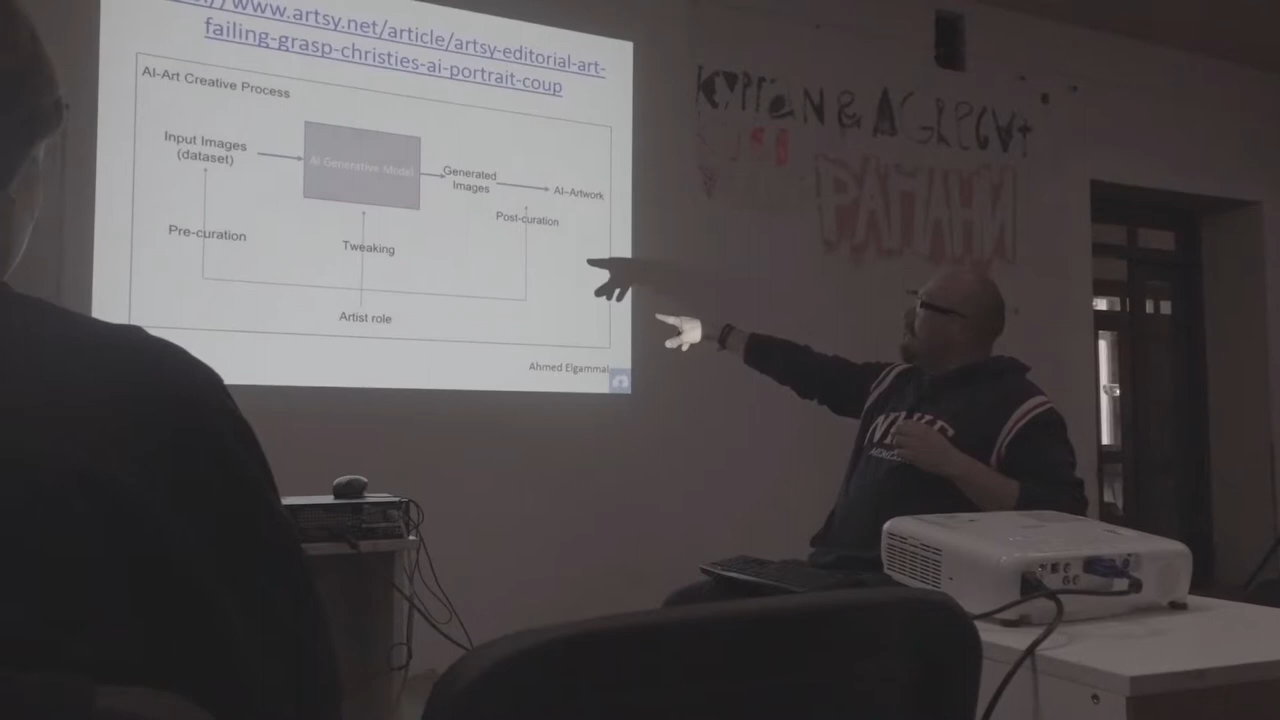 //www.artsy.net/article/artsy-editorial-art-
failing-grasp-christies-ai-portrait-coup
AI-Art Creative Process
Input Images
(dataset)
AI Generative Model
Generated
Images
AI–Artwork
Pre-curation
Tweaking
Post-curation
Artist role
Ahmed Elgammal